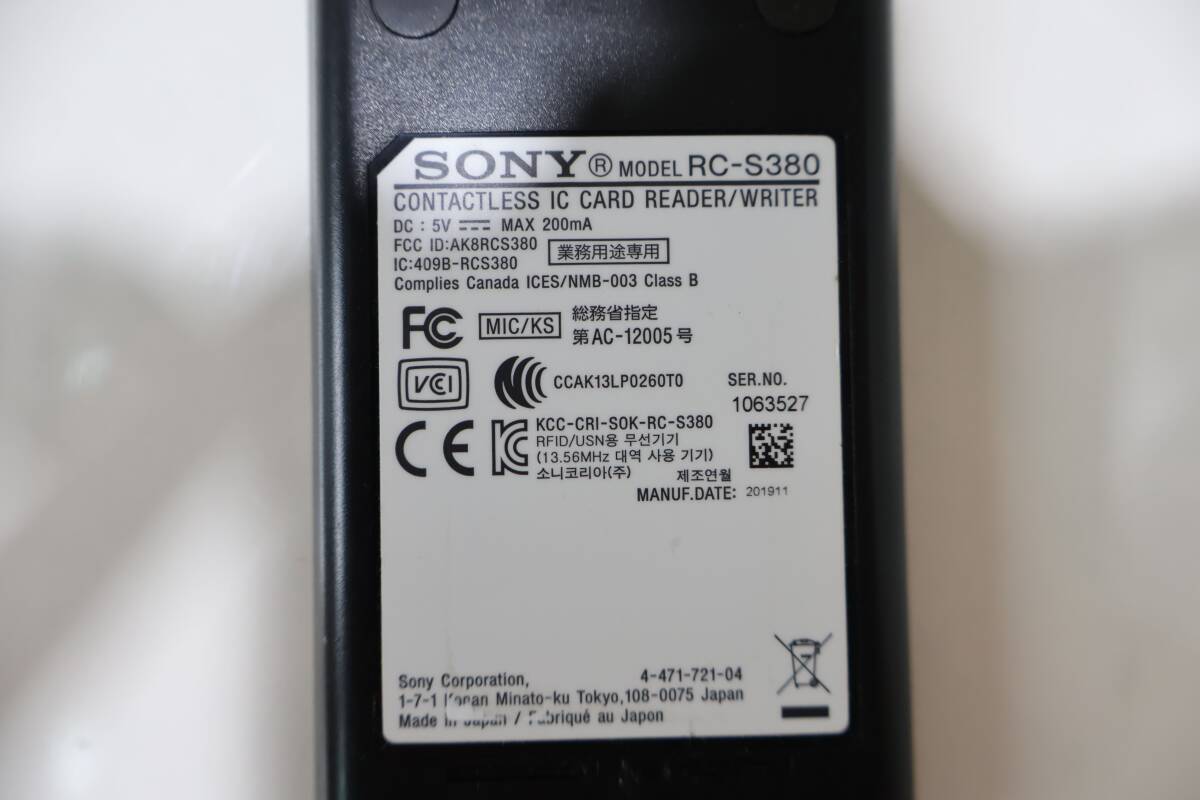 SONY® MODEL RC-S380
CONTACTLESS IC CARD READER/WRITER
DC : 5V ⎓ MAX 200mA
FCC ID:AK8RCS380
業務用途専用
IC:409B-RCS380
Complies Canada ICES/NMB-003 Class B
FC MIC/KS 総務省指定
第AC-12005号
VCCI CCAK13LP0260T0
SER.NO.
1063527
CE KCC-CRI-SOK-RC-S380
RFID/USN용 무선기기
(13.56MHz 대역 사용 기기)
소니코리아(주)
제조연월
MANUF.DATE: 201911
Sony Corporation, 4-471-721-04
1-7-1 Konan Minato-ku Tokyo,108-0075 Japan
Made in Japan / Fabriqué au Japon